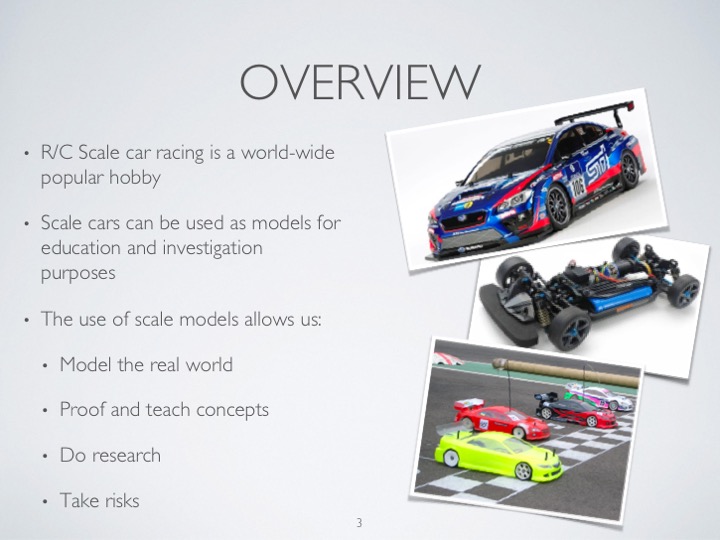 OVERVIEW
• R/C Scale car racing is a world-wide
popular hobby
• Scale cars can be used as models for
education and investigation
purposes
• The use of scale models allows us:
• Model the real world
• Proof and teach concepts
• Do research
• Take risks
106
STI
3